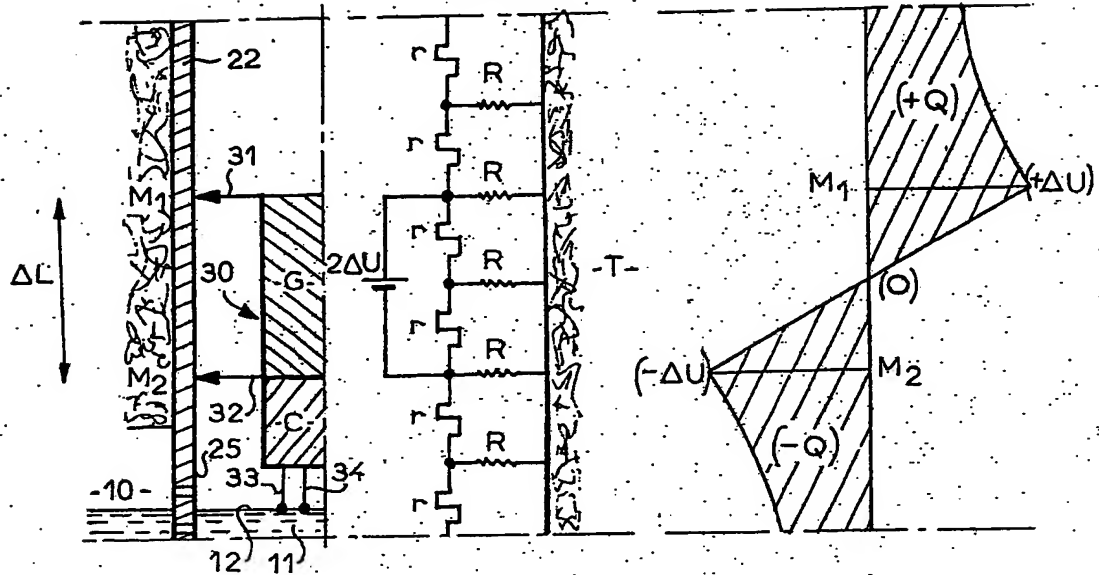 22
31
M1
ΔL
30
-G-
M2
32
-C-
25
33
34
-10-
12
11
r
R
r
R
2ΔU
r
R
-T-
r
R
r
R
r
(+Q)
M1
(+ΔU)
(O)
(-ΔU)
M2
(-Q)